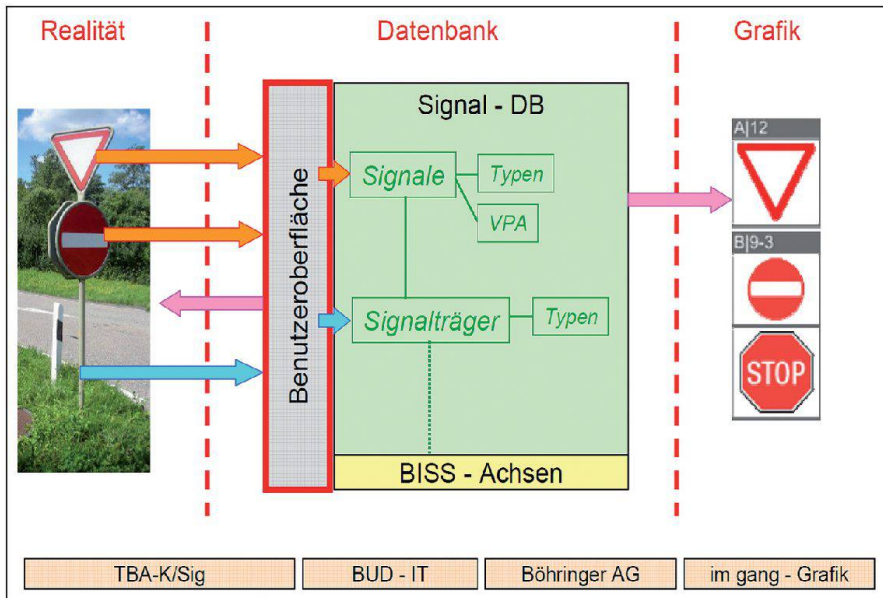 Realität
Datenbank
Grafik
Benutzeroberfläche
Signal - DB
Signale
Typen
VPA
Signalträger
Typen
BISS - Achsen
A|12
B|9-3
STOP
TBA-K/Sig
BUD - IT
Böhringer AG
im gang - Grafik